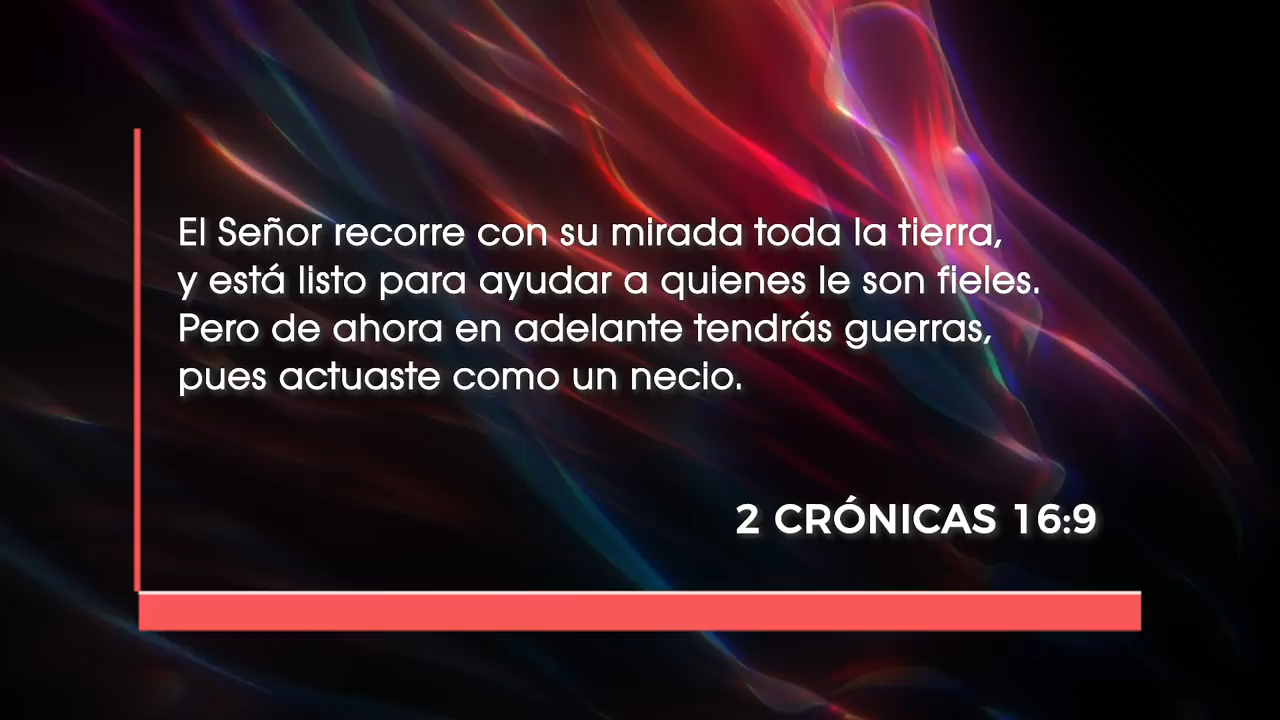 El Señor recorre con su mirada toda la tierra,
y está listo para ayudar a quienes le son fieles.
Pero de ahora en adelante tendrás guerras,
pues actuaste como un necio.
2 CRÓNICAS 16:9